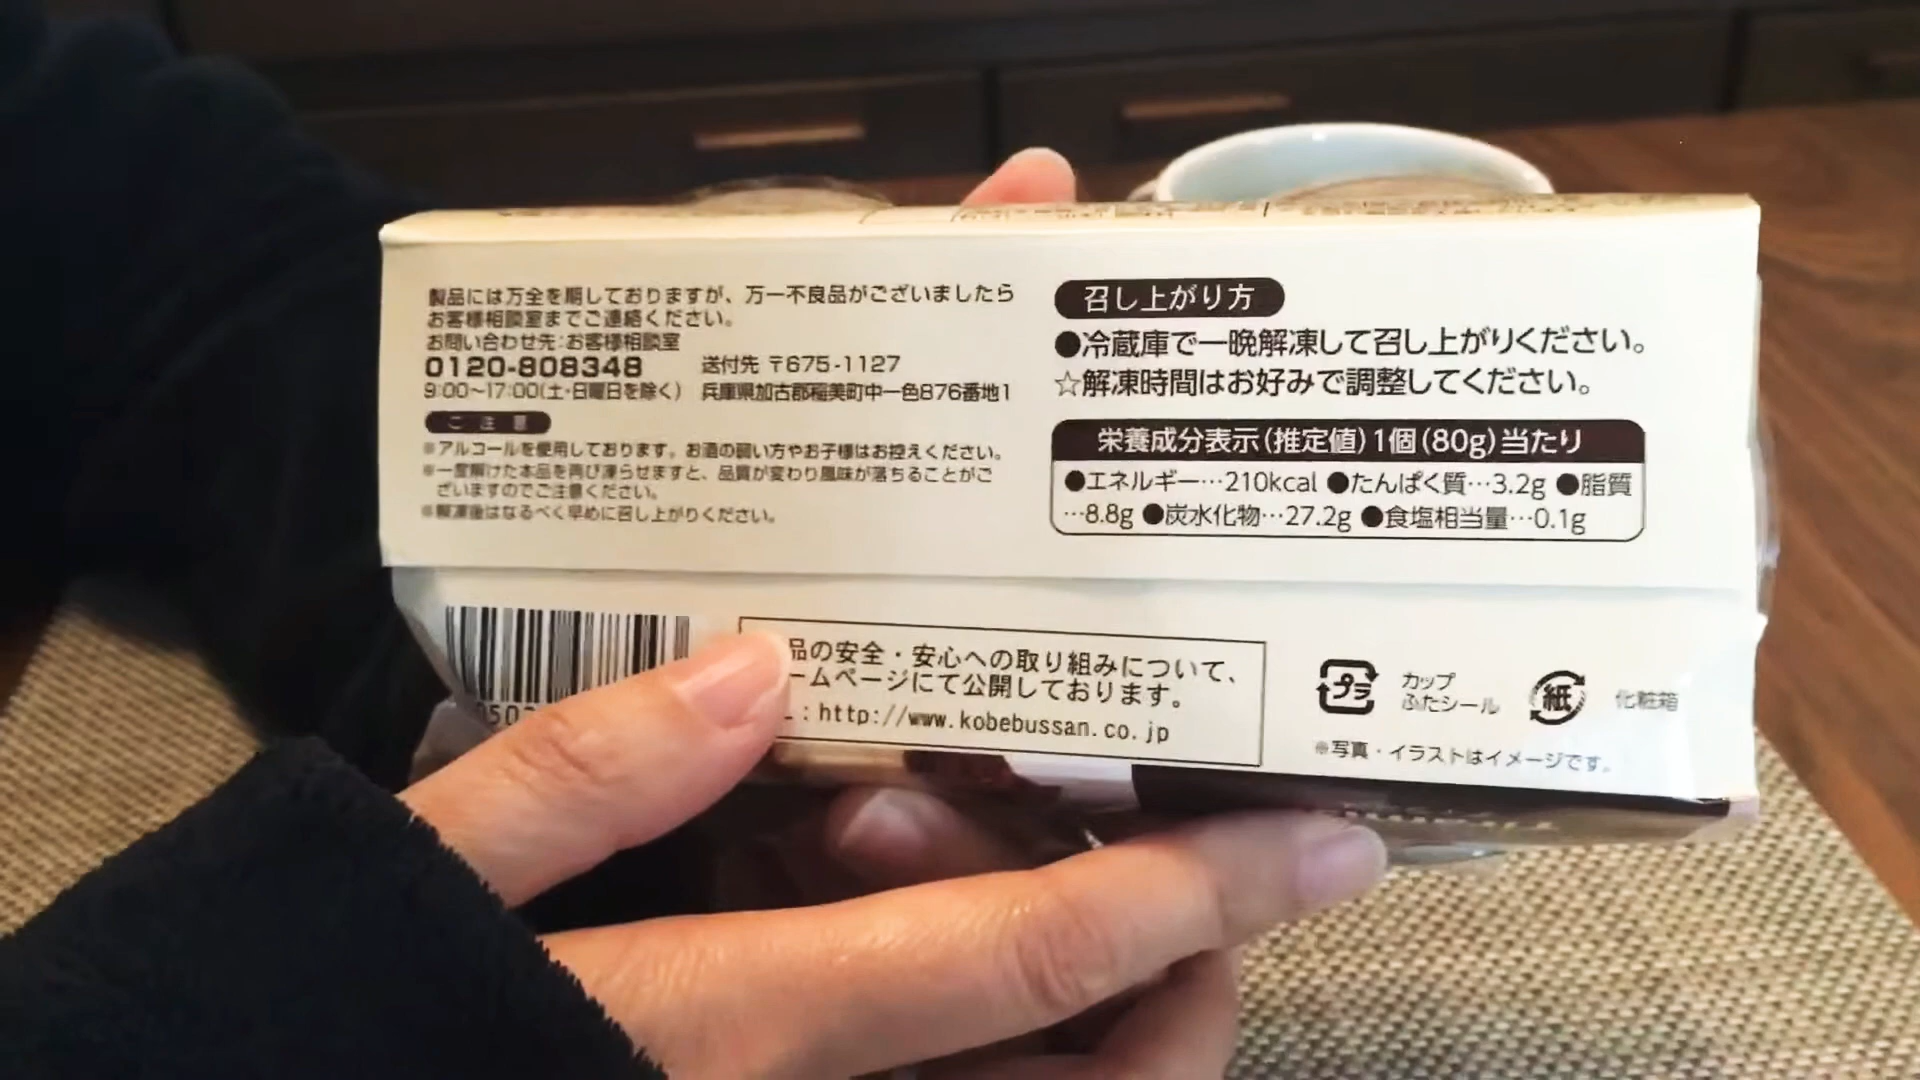 製品には万全を期しておりますが、万一不良品がございましたら
お客様相談室までご連絡ください。
お問い合わせ先:お客様相談室
0120-808348 送付先 〒675-1127
9:00〜17:00(土・日曜日を除く) 兵庫県加古郡稲美町中一色876番地1
ご注意
※アルコールを使用しております。お酒の弱い方やお子様はお控えください。
※一度解けた本品を再び凍らせますと、品質が変わり風味が落ちることがご
ざいますのでご注意ください。
※解凍後はなるべく早めに召し上がりください。
召し上がり方
●冷蔵庫で一晩解凍して召し上がりください。
☆解凍時間はお好みで調整してください。
栄養成分表示(推定値)1個(80g)当たり
●エネルギー…210kcal ●たんぱく質…3.2g ●脂質
…8.8g ●炭水化物…27.2g ●食塩相当量…0.1g
品の安全・安心への取り組みについて、
ームページにて公開しております。
: http://www.kobebussan.co.jp
プラ カップ
ふたシール
紙 化粧箱
※写真・イラストはイメージです。